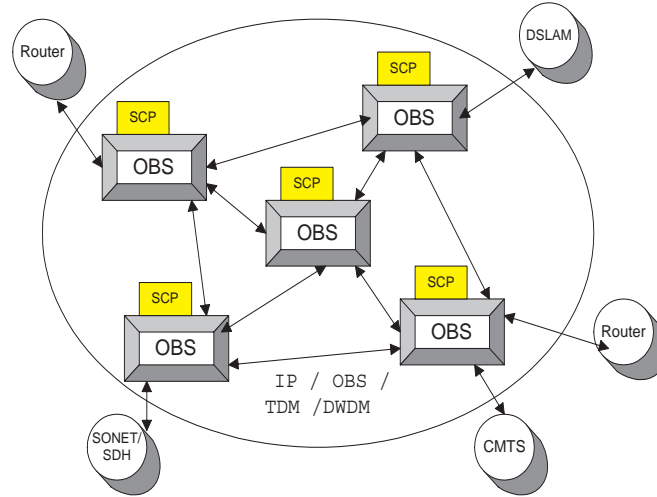 DSLAM
Router
SCP
OBS
SCP
OBS
SCP
OBS
SCP
OBS
SCP
OBS
Router
IP / OBS /
TDM /DWDM
SONET/
SDH
CMTS